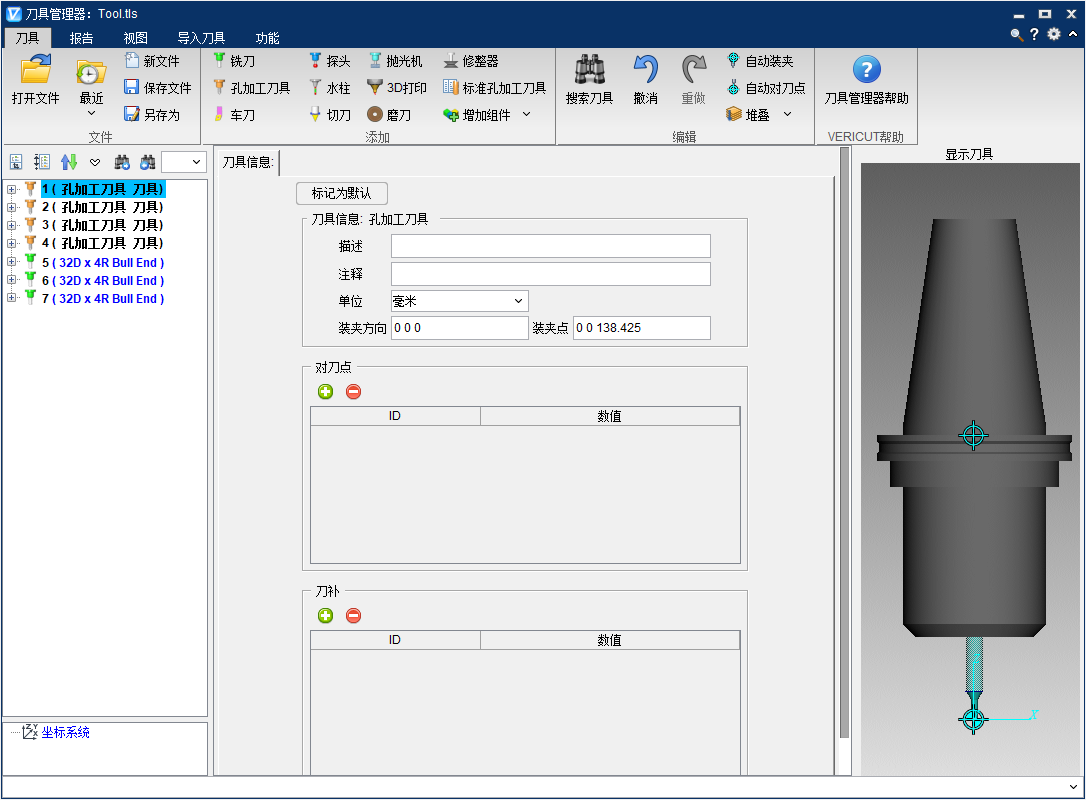 刀具管理器：Tool.tls
刀具 报告 视图 导入刀具 功能
打开文件 最近 新文件 保存文件 另存为
文件
铣刀 探头 抛光机 修整器
孔加工刀具 水柱 3D打印 标准孔加工刀具
车刀 切刀 磨刀 增加组件
添加
搜索刀具 撤消 重做 自动装夹 自动对刀点 堆叠
编辑
刀具管理器帮助
VERICUT帮助
1 ( 孔加工刀具 刀具)
2 ( 孔加工刀具 刀具)
3 ( 孔加工刀具 刀具)
4 ( 孔加工刀具 刀具)
5 ( 32D x 4R Bull End )
6 ( 32D x 4R Bull End )
7 ( 32D x 4R Bull End )
坐标系统
刀具信息:
标记为默认
刀具信息: 孔加工刀具
描述
注释
单位 毫米
装夹方向 0 0 0 装夹点 0 0 138.425
对刀点
ID 数值
刀补
ID 数值
显示刀具
X